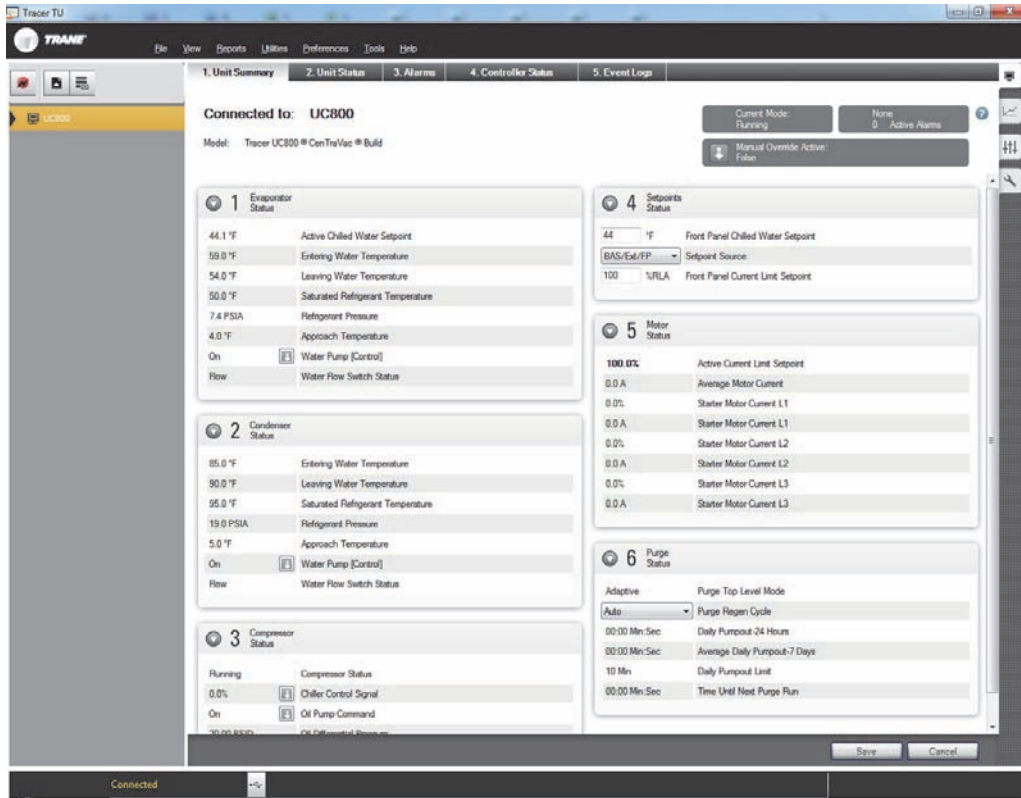 Tracer TU
TRANE
File View Reports Utilities Preferences Tools Help
1. Unit Summary 2. Unit Status 3. Alarms 4. Controller Status 5. Event Logs
UC800
Connected to: UC800
Model: Tracer UC800 ® CenTraVac ® Build
Current Mode:
Running
None
0 Active Alarms
Manual Override Active:
False
1 Evaporator
Status
44.1 °F Active Chilled Water Setpoint
59.0 °F Entering Water Temperature
54.0 °F Leaving Water Temperature
50.0 °F Saturated Refrigerant Temperature
7.4 PSIA Refrigerant Pressure
4.0 °F Approach Temperature
On Water Pump [Control]
Flow Water Flow Switch Status
2 Condenser
Status
85.0 °F Entering Water Temperature
90.0 °F Leaving Water Temperature
95.0 °F Saturated Refrigerant Temperature
19.0 PSIA Refrigerant Pressure
5.0 °F Approach Temperature
On Water Pump [Control]
Flow Water Flow Switch Status
3 Compressor
Status
Running Compressor Status
0.0% Chiller Control Signal
On Oil Pump Command
Oil Differential Pressure
4 Setpoints
Status
44 °F Front Panel Chilled Water Setpoint
BAS/Ext/FP Setpoint Source
100 %RLA Front Panel Current Limit Setpoint
5 Motor
Status
100.0% Active Current Limit Setpoint
0.0 A Average Motor Current
0.0% Starter Motor Current L1
0.0 A Starter Motor Current L1
0.0% Starter Motor Current L2
0.0 A Starter Motor Current L2
0.0% Starter Motor Current L3
0.0 A Starter Motor Current L3
6 Purge
Status
Adaptive Purge Top Level Mode
Auto Purge Regen Cycle
00:00 Min:Sec Daily Pumpout-24 Hours
00:00 Min:Sec Average Daily Pumpout-7 Days
10 Min Daily Pumpout Limit
00:00 Min:Sec Time Until Next Purge Run
Save Cancel
Connected